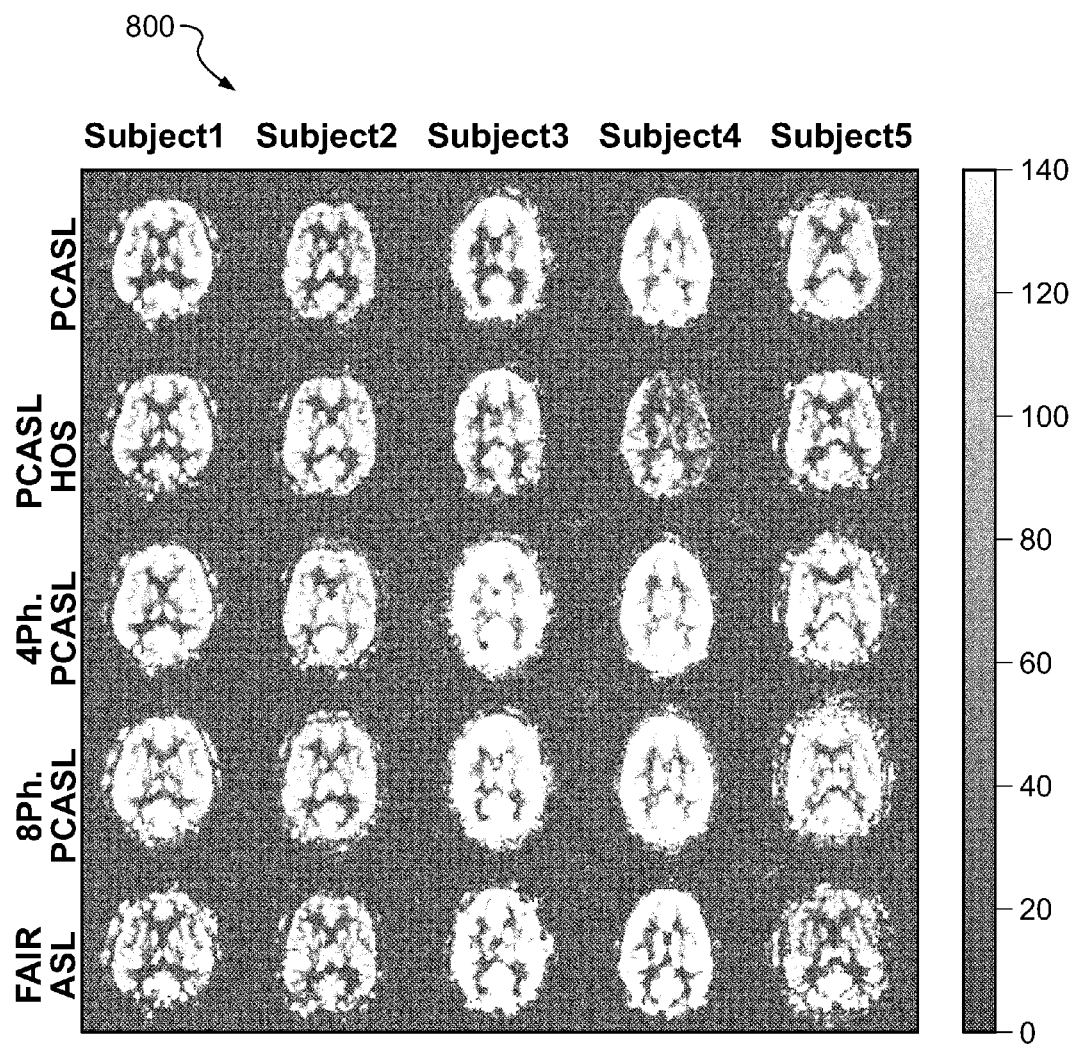 800
Subject1 Subject2 Subject3 Subject4 Subject5
PCASL
PCASL
HOS
4Ph.
PCASL
8Ph.
PCASL
FAIR
ASL
140
120
100
80
60
40
20
0